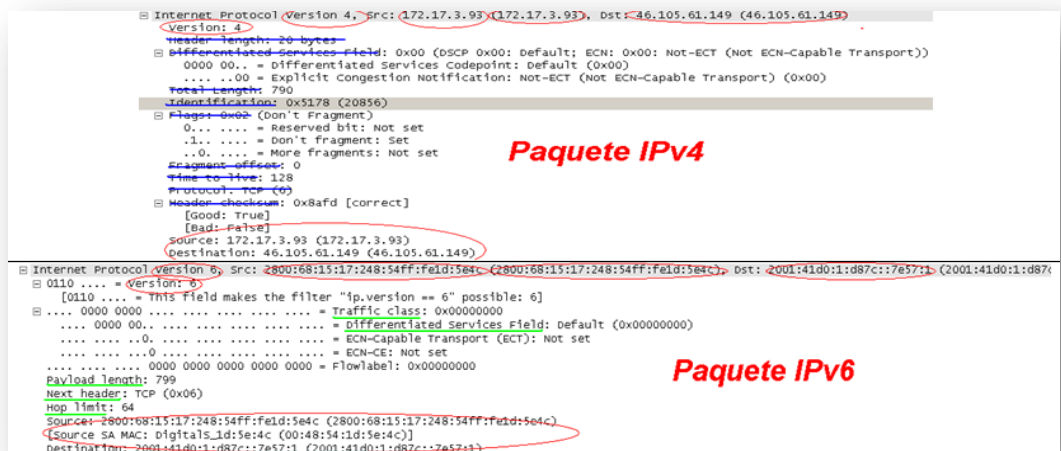 Internet Protocol Version 4, Src: 172.17.3.93 (172.17.3.93), Dst: 46.105.61.149 (46.105.61.149)
Version: 4
Header length: 20 bytes
Differentiated Services Field: 0x00 (DSCP 0x00: Default; ECN: 0x00: Not-ECT (Not ECN-Capable Transport))
0000 00.. = Differentiated Services Codepoint: Default (0x00)
.... ..00 = Explicit Congestion Notification: Not-ECT (Not ECN-Capable Transport) (0x00)
Total Length: 790
Identification: 0x5178 (20856)
Flags: 0x02 (Don't Fragment)
0... .... = Reserved bit: Not set
.1.. .... = Don't fragment: Set
..0. .... = More fragments: Not set
Paquete IPv4
Fragment offset: 0
Time to live: 128
Protocol: TCP (6)
Header checksum: 0x8afd [correct]
[Good: True]
[Bad: False]
Source: 172.17.3.93 (172.17.3.93)
Destination: 46.105.61.149 (46.105.61.149)
Internet Protocol Version 6, Src: 2800:68:15:17:248:54ff:fe1d:5e4c (2800:68:15:17:248:54ff:fe1d:5e4c), Dst: 2001:41d0:1:d87c::7e57:1 (2001:41d0:1:d87c
0110 .... = Version: 6
[0110 .... = This field makes the filter "ip.version == 6" possible: 6]
.... 0000 0000 .... .... .... .... .... = Traffic class: 0x00000000
.... 0000 00.. .... .... .... .... .... = Differentiated Services Field: Default (0x00000000)
.... .... ..0. .... .... .... .... .... = ECN-Capable Transport (ECT): Not set
.... .... ...0 .... .... .... .... .... = ECN-CE: Not set
.... .... .... 0000 0000 0000 0000 0000 = Flowlabel: 0x00000000
Paquete IPv6
Payload length: 799
Next header: TCP (0x06)
Hop limit: 64
Source: 2800:68:15:17:248:54ff:fe1d:5e4c (2800:68:15:17:248:54ff:fe1d:5e4c)
[Source SA MAC: DigitalS_1d:5e:4c (00:48:54:1d:5e:4c)]
Destination: 2001:41d0:1:d87c::7e57:1 (2001:41d0:1:d87c::7e57:1)